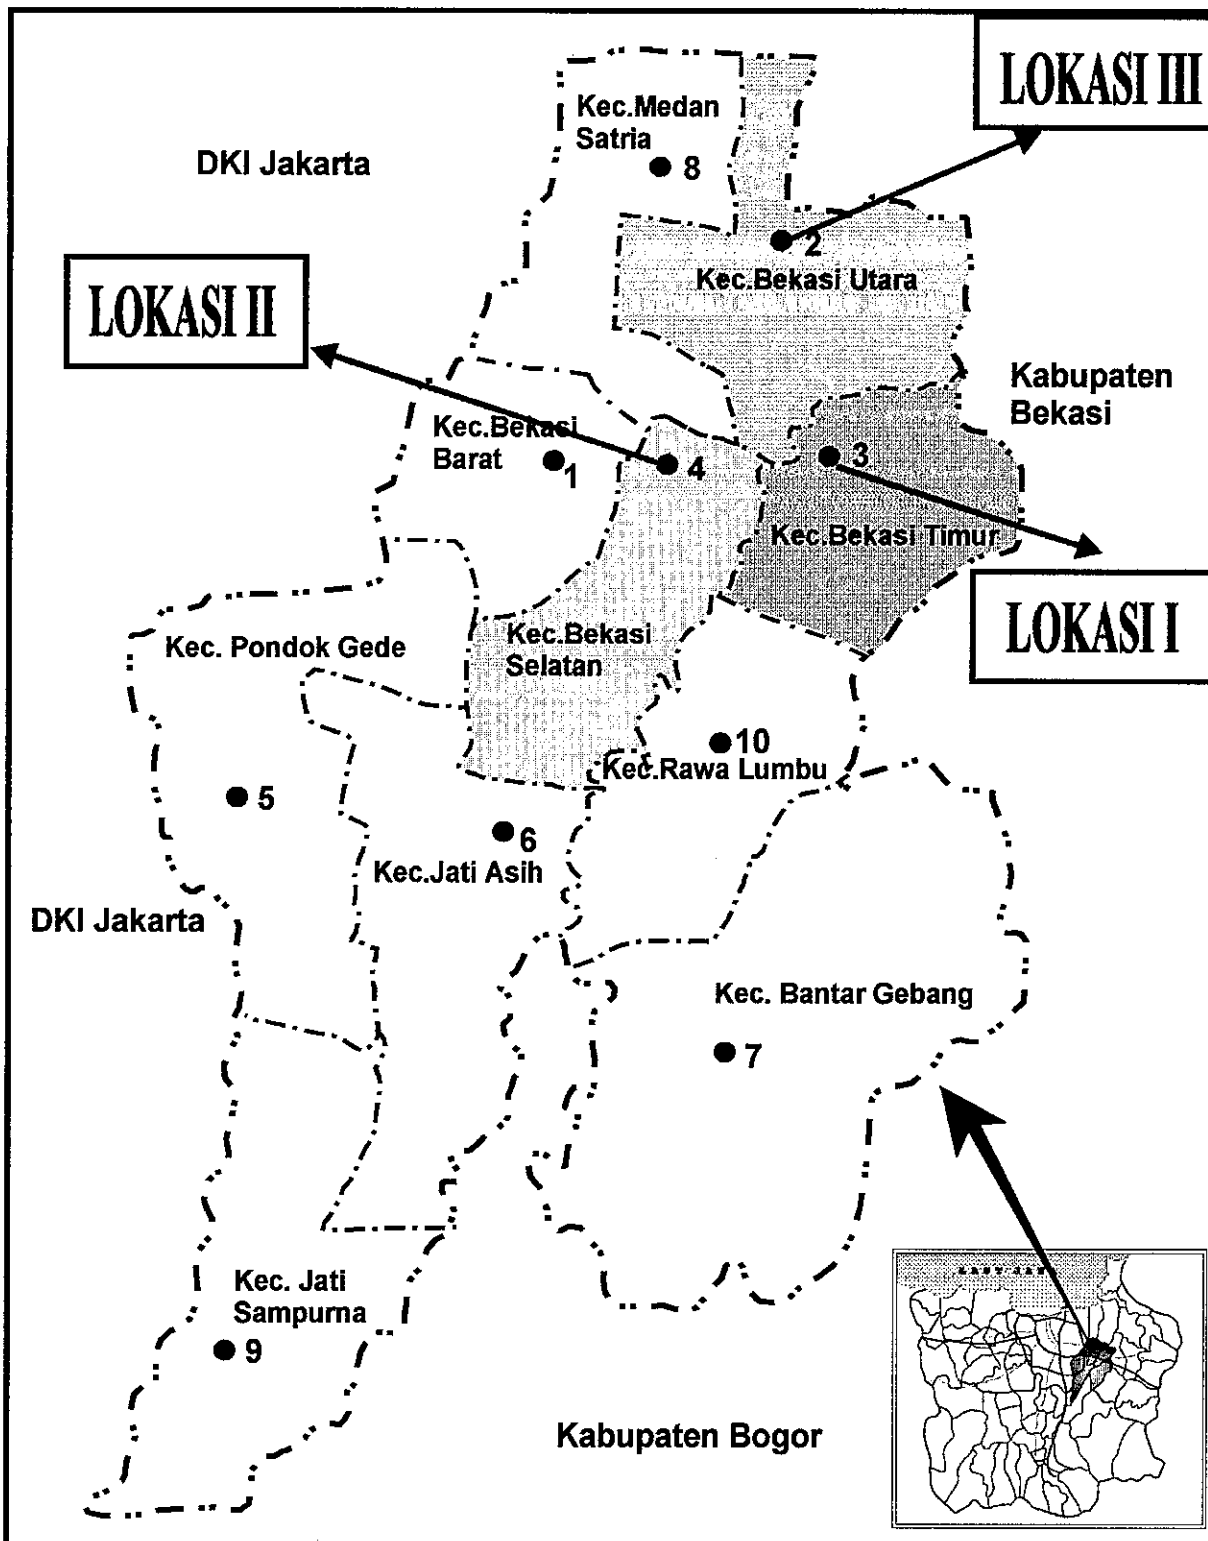 LOKASI III
Kec.Medan
Satria
8
DKI Jakarta
2
Kec.Bekasi Utara
LOKASI II
Kabupaten
Bekasi
Kec.Bekasi
Barat
1
4
3
Kec.Bekasi Timur
LOKASI I
Kec.Bekasi
Selatan
Kec. Pondok Gede
10
Kec.Rawa Lumbu
5
6
Kec.Jati Asih
DKI Jakarta
Kec. Bantar Gebang
7
Kec. Jati
Sampurna
9
Kabupaten Bogor